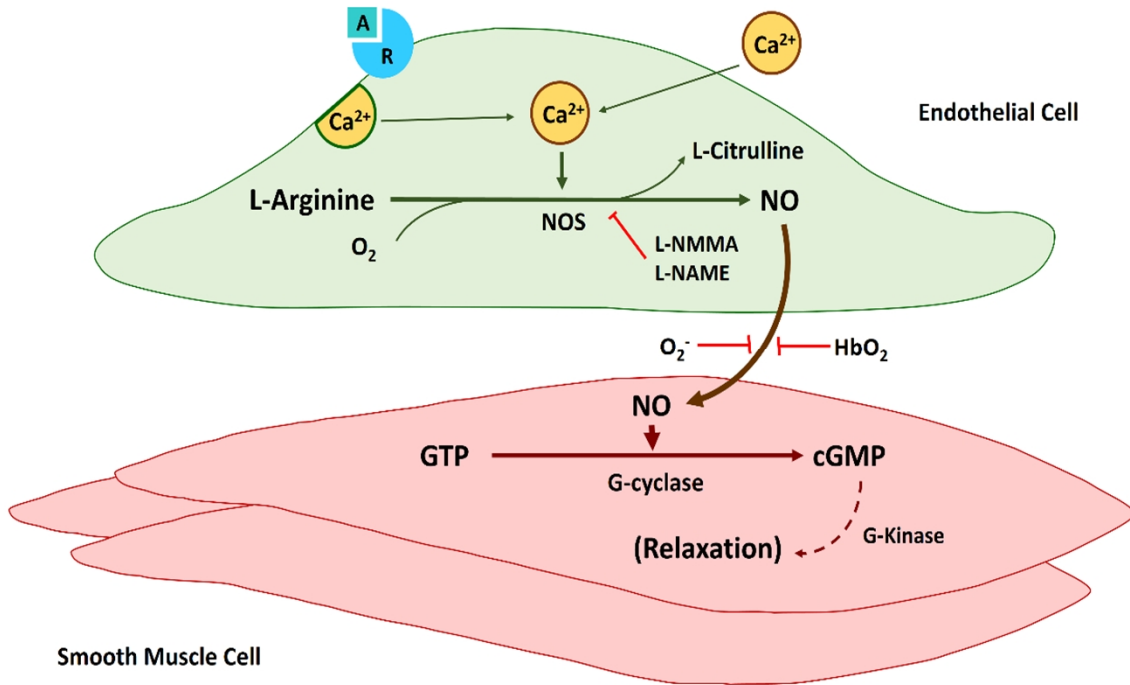 A
R
Ca²⁺
Ca²⁺
Ca²⁺
Endothelial Cell
L-Citrulline
L-Arginine
NO
NOS
O₂
L-NMMA
L-NAME
O₂⁻
HbO₂
NO
GTP
cGMP
G-cyclase
G-Kinase
(Relaxation)
Smooth Muscle Cell